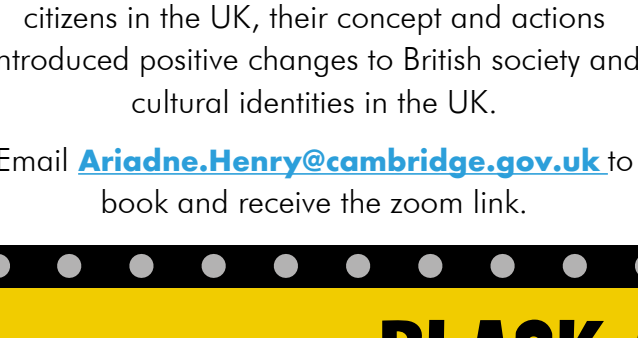 citizens in the UK, their concept and actions
introduced positive changes to British society and
cultural identities in the UK.
Email Ariadne.Henry@cambridge.gov.uk to
book and receive the zoom link.
BLACK